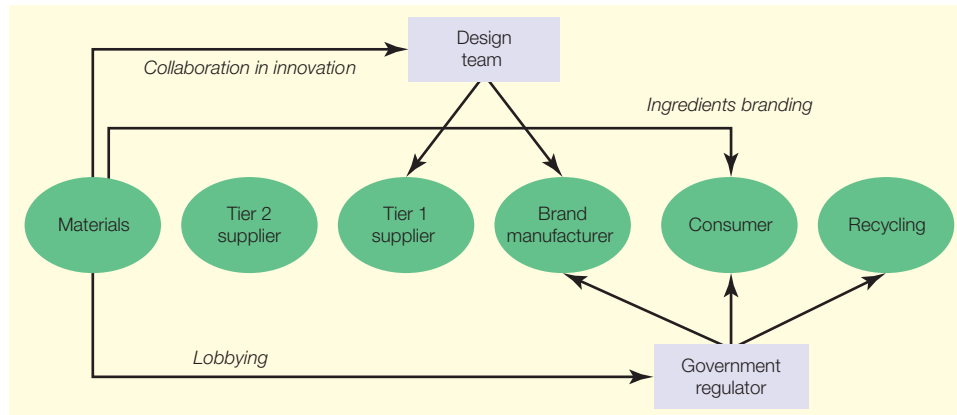 Design
team
Collaboration in innovation
Ingredients branding
Materials
Tier 2
supplier
Tier 1
supplier
Brand
manufacturer
Consumer
Recycling
Lobbying
Government
regulator